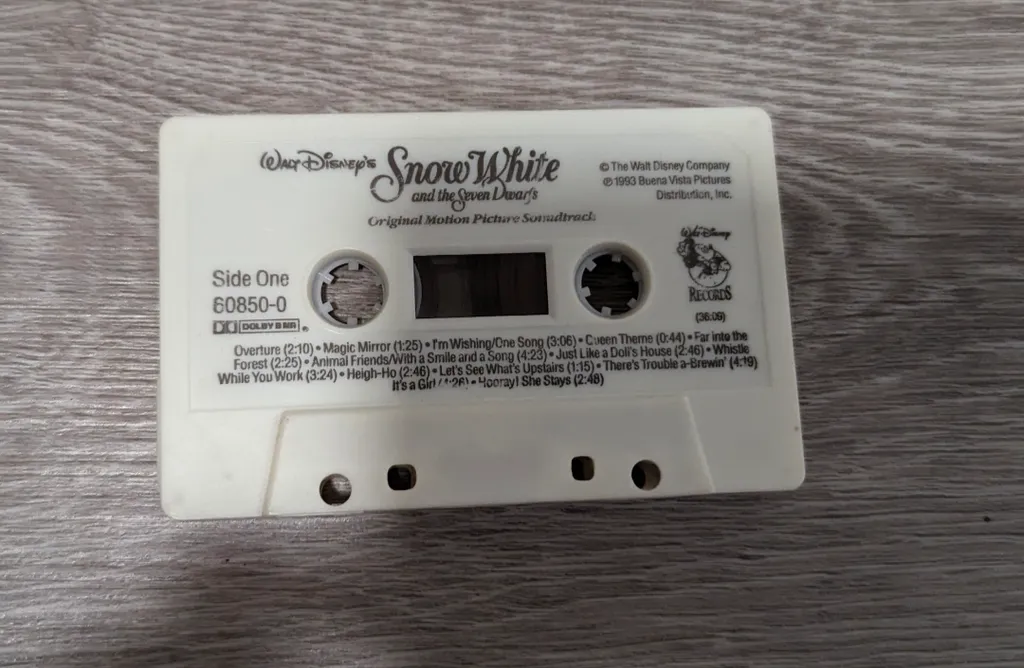 Walt Disney's Snow White
and the Seven Dwarfs
Original Motion Picture Soundtrack
© The Walt Disney Company
℗ 1993 Buena Vista Pictures
Distribution, Inc.
Side One
60850-0
DOLBY B NR
Walt Disney
RECORDS
(36:09)
Overture (2:10) • Magic Mirror (1:25) • I'm Wishing/One Song (3:06) • Queen Theme (0:44) • Far into the
Forest (2:25) • Animal Friends/With a Smile and a Song (4:23) • Just Like a Doll's House (2:46) • Whistle
While You Work (3:24) • Heigh-Ho (2:46) • Let's See What's Upstairs (1:15) • There's Trouble a-Brewin' (4:19)
It's a Girl • Hooray! She Stays (2:48)